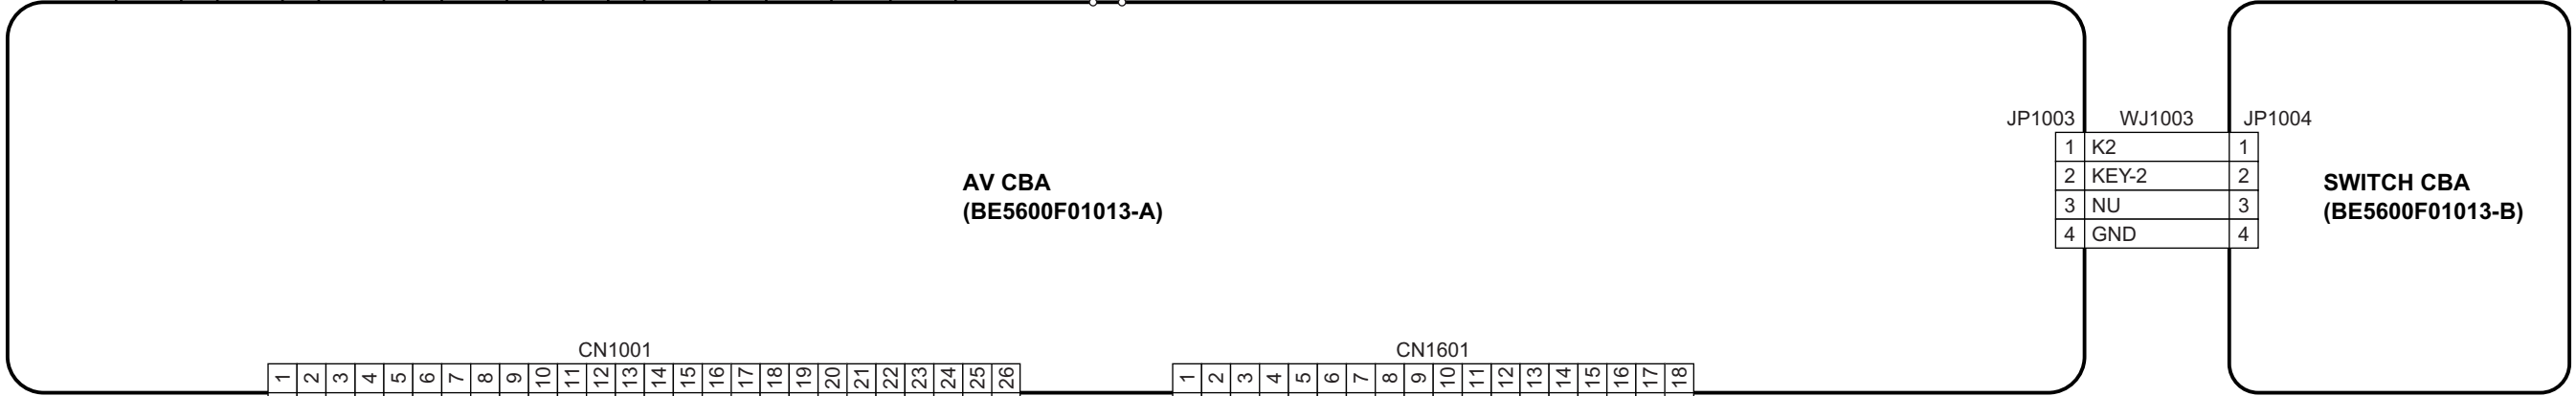 JP1003 WJ1003 JP1004
1 K2 1
2 KEY-2 2
3 NU 3
4 GND 4
AV CBA
(BE5600F01013-A)
SWITCH CBA
(BE5600F01013-B)
CN1001
1 2 3 4 5 6 7 8 9 10 11 12 13 14 15 16 17 18 19 20 21 22 23 24 25 26
CN1601
1 2 3 4 5 6 7 8 9 10 11 12 13 14 15 16 17 18